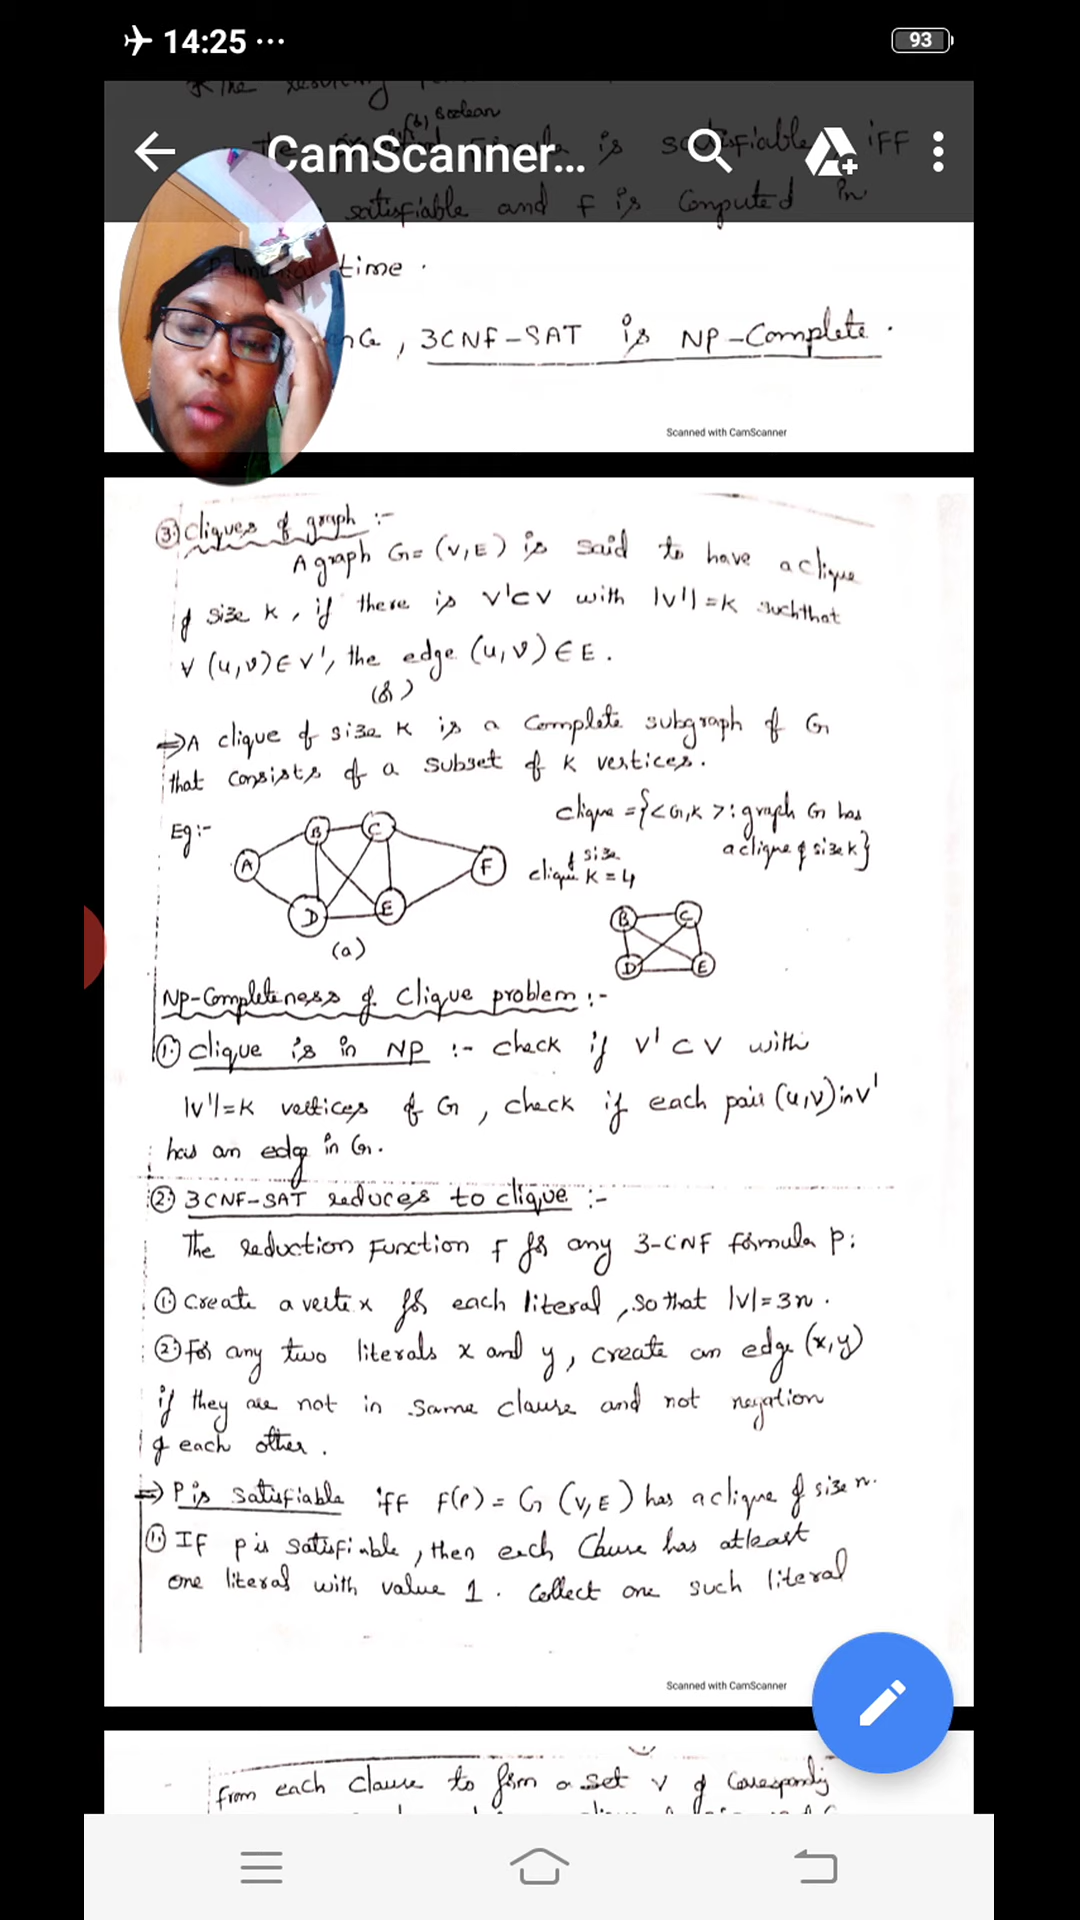 14:25 ...
93
CamScanner...
(or) Boolean
is satisfiable iff
satisfiable and F is Computed in
time.
, 3CNF-SAT is NP-Complete.
Scanned with CamScanner
③ Cliques of graph :-
A graph G=(V,E) is said to have a clique
of size k, if there is V'⊂V with |V'|=K such that
∀ (u,v)∈V', the edge (u,v)∈E.
(or)
⇒ A clique of size K is a Complete subgraph of G
that consists of a subset of K vertices.
Eg:-
clique = {<G,K>: graph G has
a clique of size k}
clique of size K=4
A B C D E F
B C D E
(a)
NP-Completeness of Clique problem :-
① clique is in NP :- check if V'⊂V with
|V'|=K vertices of G, check if each pair (u,v) in V'
has an edge in G.
② 3CNF-SAT reduces to clique :-
The reduction Function F for any 3-CNF formula P:
① Create a vertex for each literal, so that |V|=3n.
② For any two literals x and y, create an edge (x,y)
if they are not in same clause and not negation
of each other.
⇒ P is satisfiable iff F(P) = G(V,E) has a clique of size n.
① IF P is satisfiable, then each Clause has atleast
one literal with value 1. Collect one such literal
Scanned with CamScanner
from each clause to form a set V of